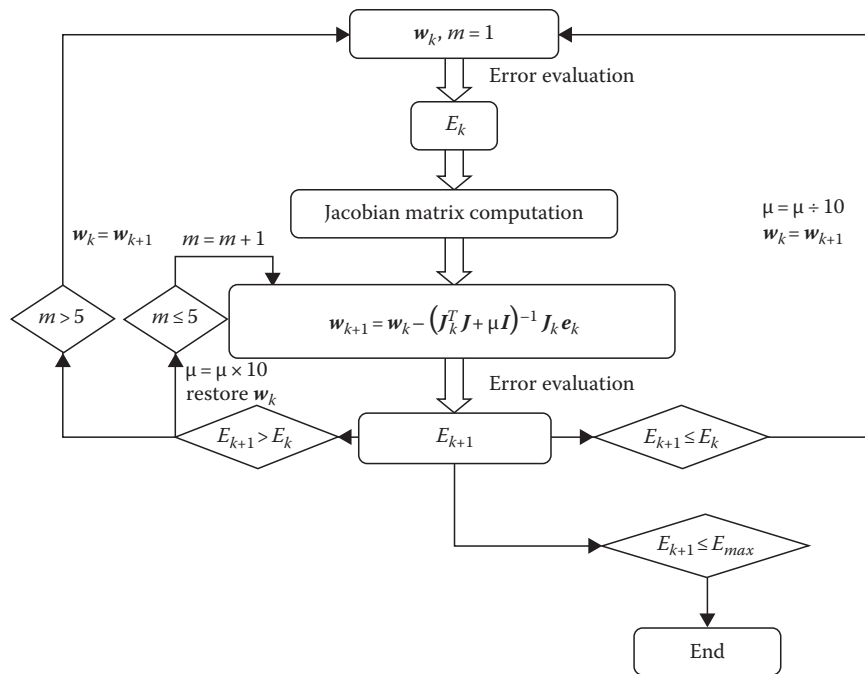 w_k, m = 1
Error evaluation
E_k
Jacobian matrix computation
μ = μ ÷ 10
w_k = w_{k+1}
w_k = w_{k+1}
m = m + 1
m > 5
m ≤ 5
w_{k+1} = w_k − (J_k^T J + μI)^{−1} J_k e_k
μ = μ × 10
restore w_k
Error evaluation
E_{k+1} > E_k
E_{k+1}
E_{k+1} ≤ E_k
E_{k+1} ≤ E_{max}
End